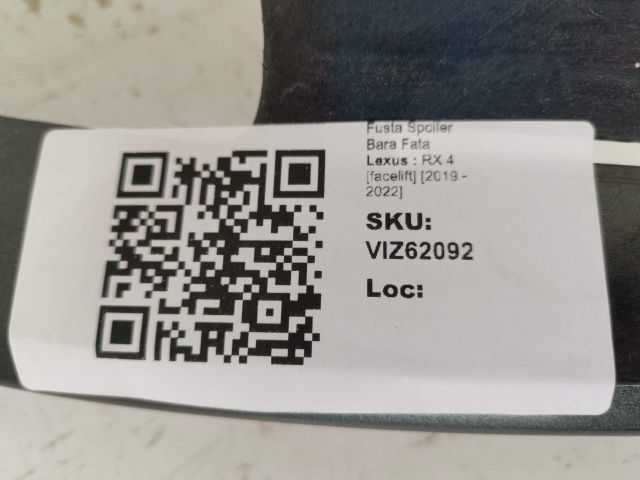 Fusta Spoiler
Bara Fata
Lexus : RX 4
[facelift] [2019 -
2022]
SKU:
VIZ62092
Loc: